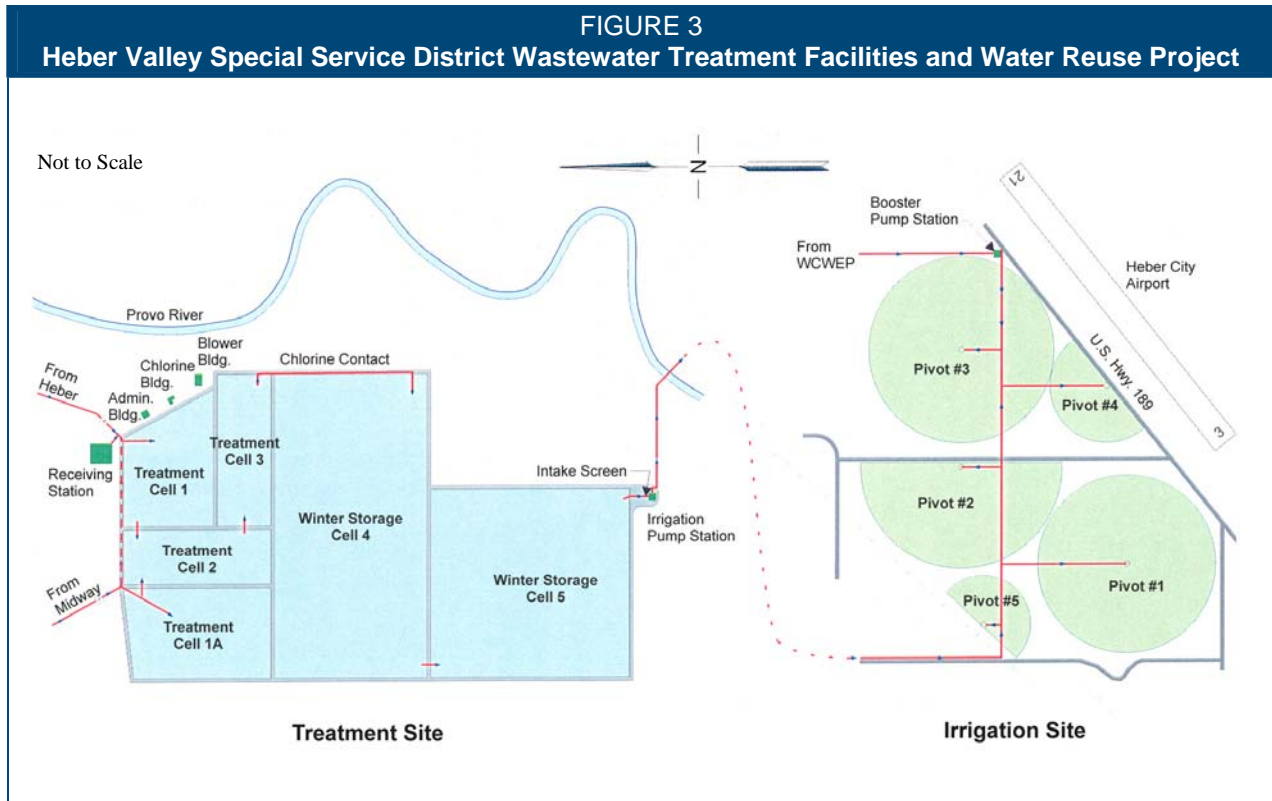 FIGURE 3
Heber Valley Special Service District Wastewater Treatment Facilities and Water Reuse Project
Not to Scale
N
Provo River
From
Heber
Admin.
Bldg.
Chlorine
Bldg.
Blower
Bldg.
Chlorine Contact
Receiving
Station
Treatment
Cell 1
Treatment
Cell 3
Treatment
Cell 2
From
Midway
Treatment
Cell 1A
Winter Storage
Cell 4
Winter Storage
Cell 5
Intake Screen
Irrigation
Pump Station
Treatment Site
Booster
Pump Station
From
WCWEP
21
Heber City
Airport
U.S. Hwy. 189
3
Pivot #3
Pivot #4
Pivot #2
Pivot #1
Pivot #5
Irrigation Site